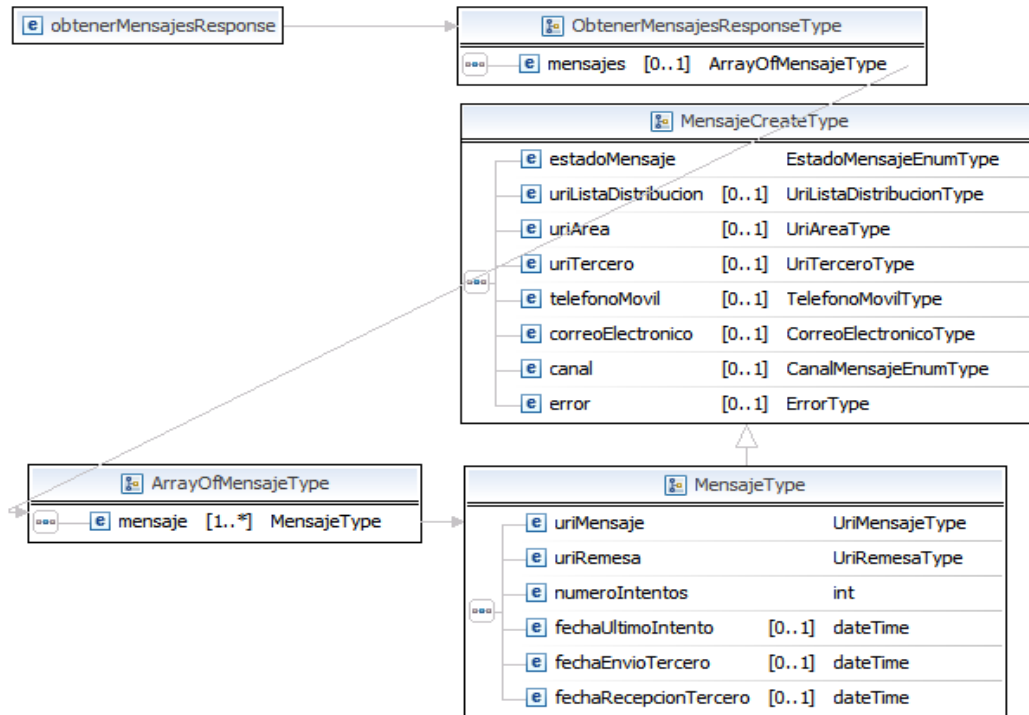 e obtenerMensajesResponse
ObtenerMensajesResponseType
e mensajes [0..1] ArrayOfMensajeType
MensajeCreateType
e estadoMensaje EstadoMensajeEnumType
e uriListaDistribucion [0..1] UriListaDistribucionType
e uriArea [0..1] UriAreaType
e uriTercero [0..1] UriTerceroType
e telefonoMovil [0..1] TelefonoMovilType
e correoElectronico [0..1] CorreoElectronicoType
e canal [0..1] CanalMensajeEnumType
e error [0..1] ErrorType
ArrayOfMensajeType
e mensaje [1..*] MensajeType
MensajeType
e uriMensaje UriMensajeType
e uriRemesa UriRemesaType
e numeroIntentos int
e fechaUltimoIntento [0..1] dateTime
e fechaEnvioTercero [0..1] dateTime
e fechaRecepcionTercero [0..1] dateTime